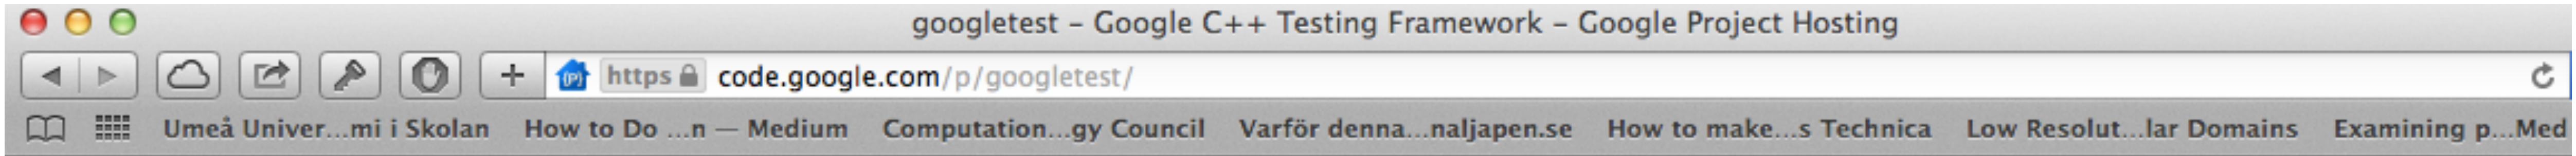 googletest – Google C++ Testing Framework – Google Project Hosting
https code.google.com/p/googletest/
Umeå Univer...mi i Skolan How to Do ...n — Medium Computation...gy Council Varför denna...naljapen.se How to make...s Technica Low Resolut...lar Domains Examining p...Med